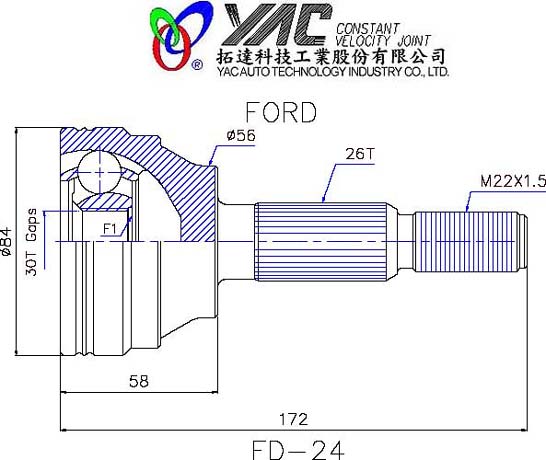 YAC CONSTANT
VELOCITY JOINT
®
® 拓達科技工業股份有限公司
YAC AUTO TECHNOLOGY INDUSTRY CO., LTD.
FORD
ø56
26T
M22X1.5
ø84
30T Gaps
F1
58
172
FD-24